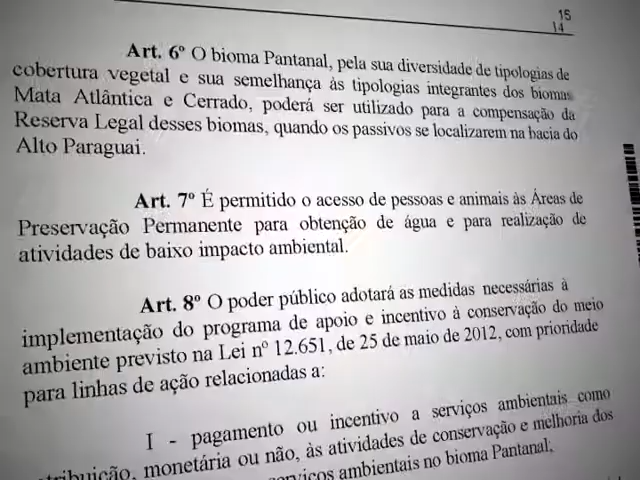 15
14
Art. 6º O bioma Pantanal, pela sua diversidade de tipologias de
cobertura vegetal e sua semelhança às tipologias integrantes dos biomas
Mata Atlântica e Cerrado, poderá ser utilizado para a compensação da
Reserva Legal desses biomas, quando os passivos se localizarem na bacia do
Alto Paraguai.
Art. 7º É permitido o acesso de pessoas e animais às Áreas de
Preservação Permanente para obtenção de água e para realização de
atividades de baixo impacto ambiental.
Art. 8º O poder público adotará as medidas necessárias à
implementação do programa de apoio e incentivo à conservação do meio
ambiente previsto na Lei nº 12.651, de 25 de maio de 2012, com prioridade
para linhas de ação relacionadas a:
I - pagamento ou incentivo a serviços ambientais como
tribuição, monetária ou não, às atividades de conservação e melhoria dos
serviços ambientais no bioma Pantanal;